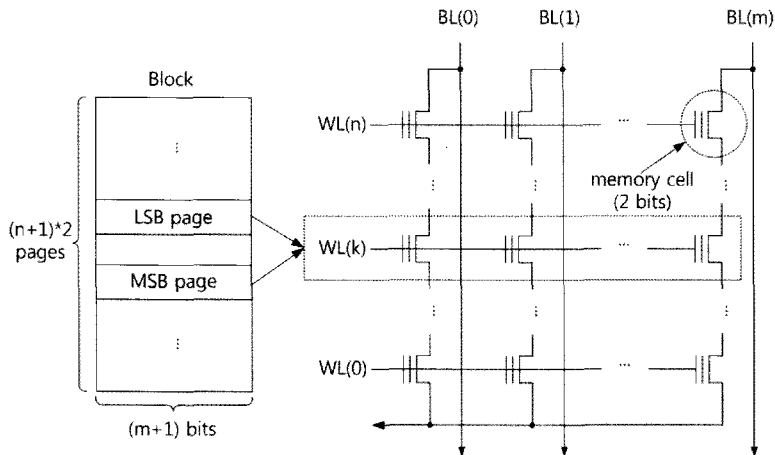 BL(0) BL(1) BL(m)
Block
WL(n)
...
...
memory cell
(2 bits)
... ... ...
(n+1)*2
pages
LSB page
WL(k)
MSB page
... ... ...
...
WL(0)
...
(m+1) bits